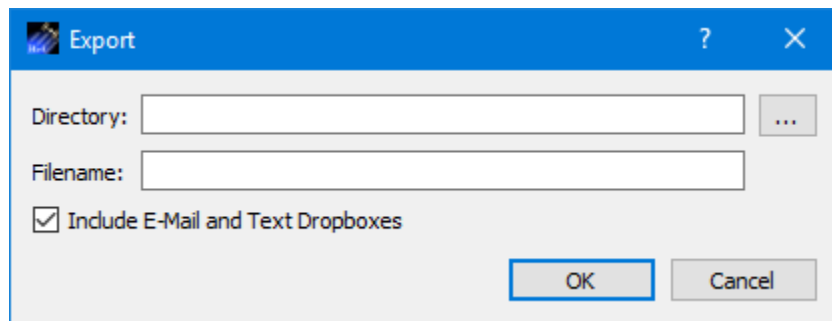 Export ?
Directory: ...
Filename:
Include E-Mail and Text Dropboxes
OK Cancel